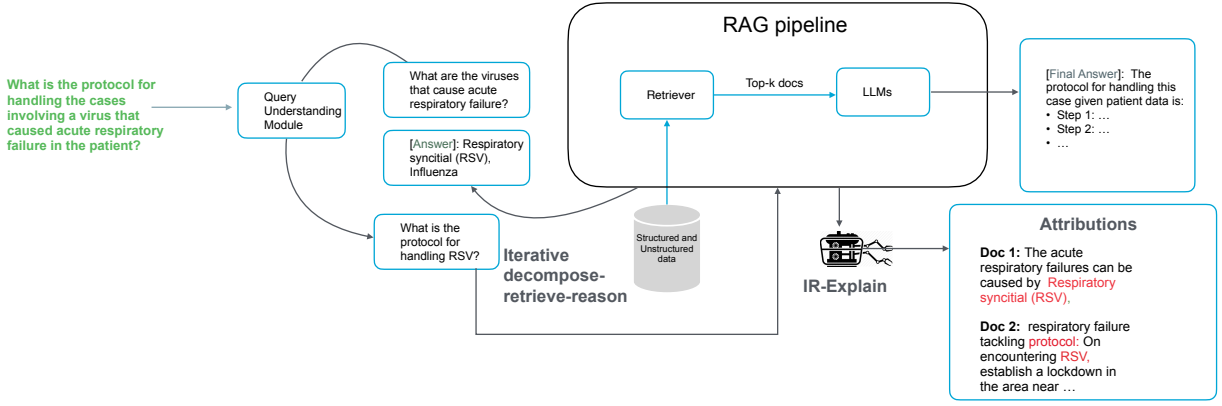 RAG pipeline
What is the protocol for
handling the cases
involving a virus that
caused acute respiratory
failure in the patient?
Query
Understanding
Module
What are the viruses
that cause acute
respiratory failure?
[Answer]: Respiratory
syncitial (RSV),
Influenza
What is the
protocol for
handling RSV?
Iterative
decompose-
retrieve-reason
Retriever
Top-k docs
LLMs
Structured and
Unstructured
data
IR-Explain
[Final Answer]: The
protocol for handling this
case given patient data is:
• Step 1: …
• Step 2: …
• …
Attributions
Doc 1: The acute
respiratory failures can be
caused by Respiratory
syncitial (RSV),
Doc 2: respiratory failure
tackling protocol: On
encountering RSV,
establish a lockdown in
the area near …